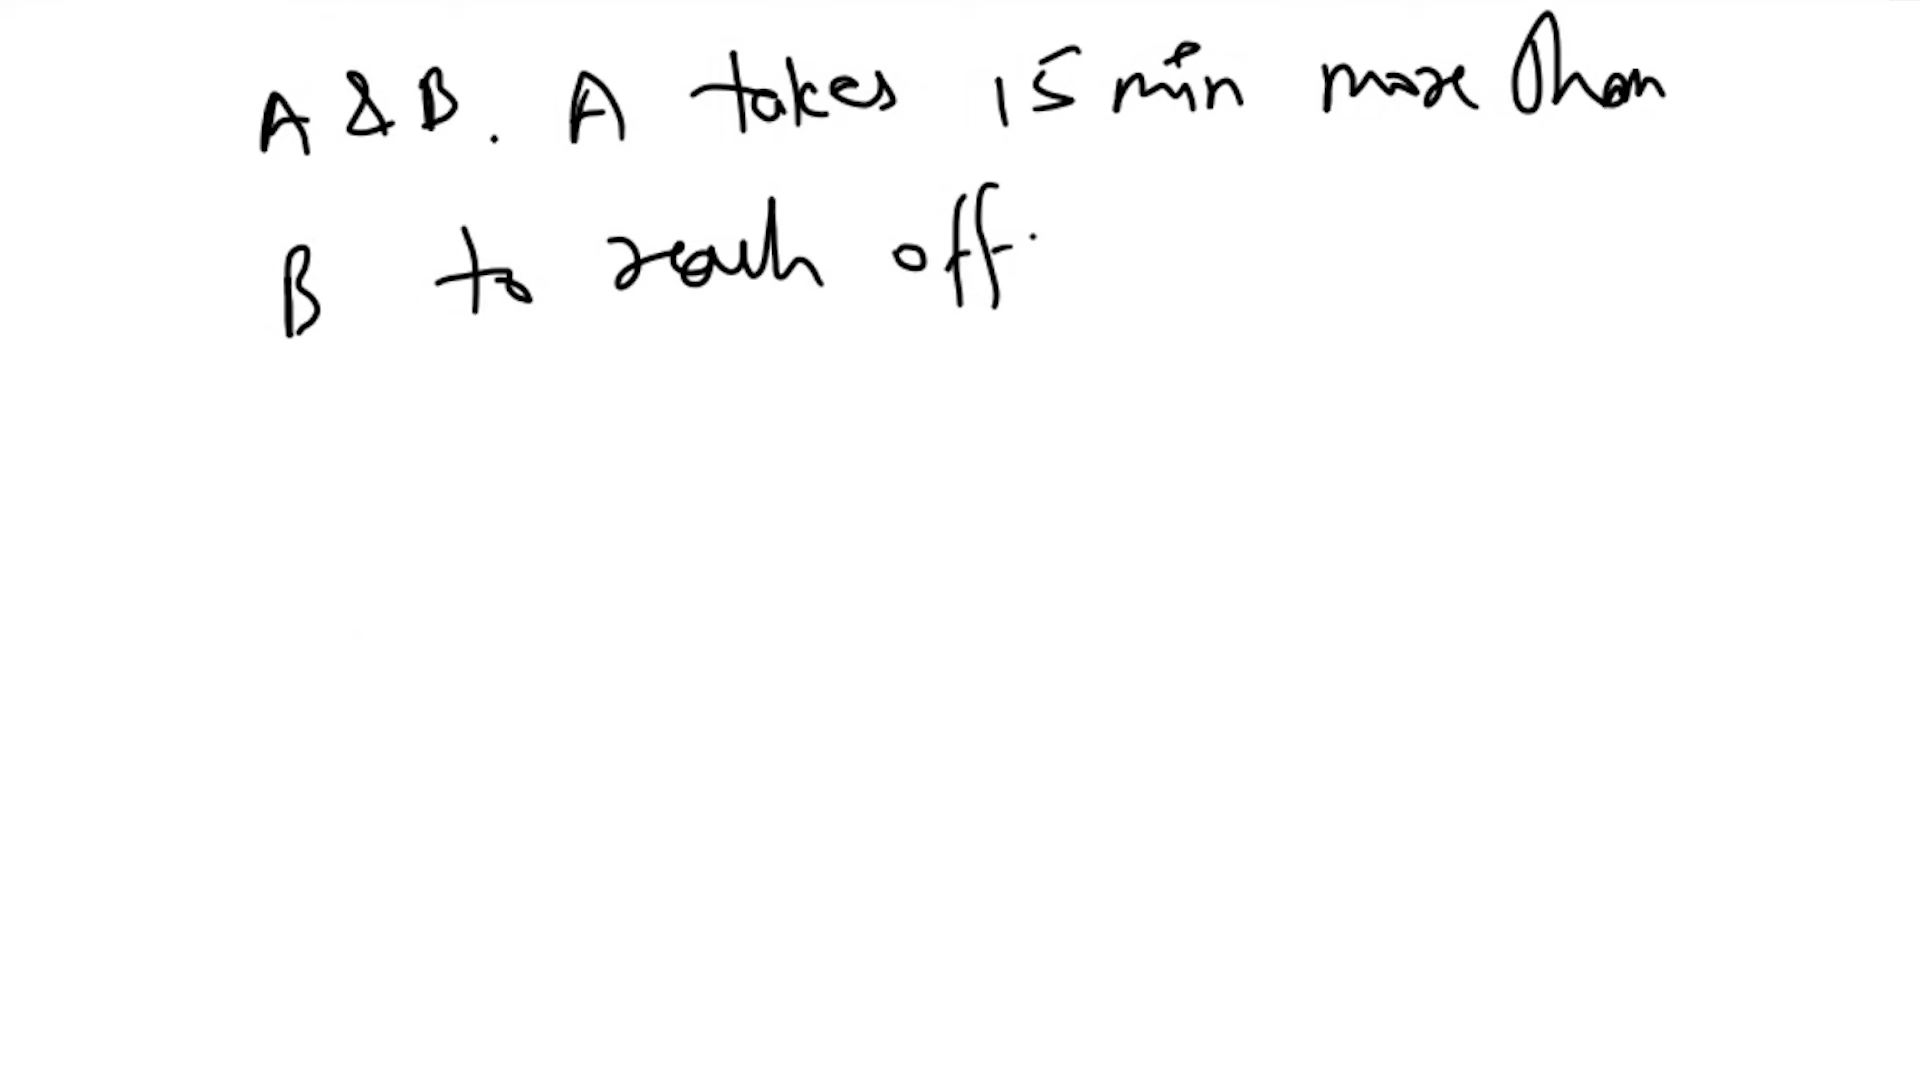 A & B. A takes 15 min more than
B to reach off.